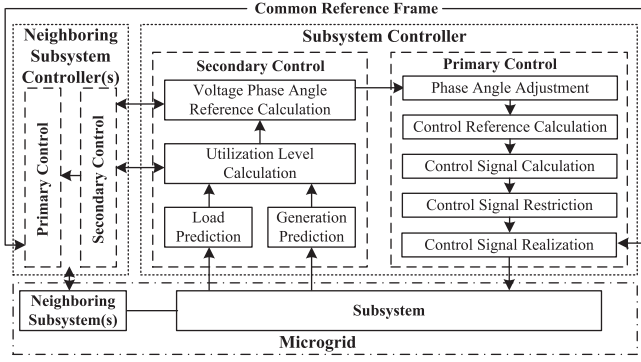 Common Reference Frame
Neighboring
Subsystem
Controller(s)
Primary Control
Secondary Control
Subsystem Controller
Secondary Control
Voltage Phase Angle
Reference Calculation
Utilization Level
Calculation
Load
Prediction
Generation
Prediction
Primary Control
Phase Angle Adjustment
Control Reference Calculation
Control Signal Calculation
Control Signal Restriction
Control Signal Realization
Neighboring
Subsystem(s)
Subsystem
Microgrid